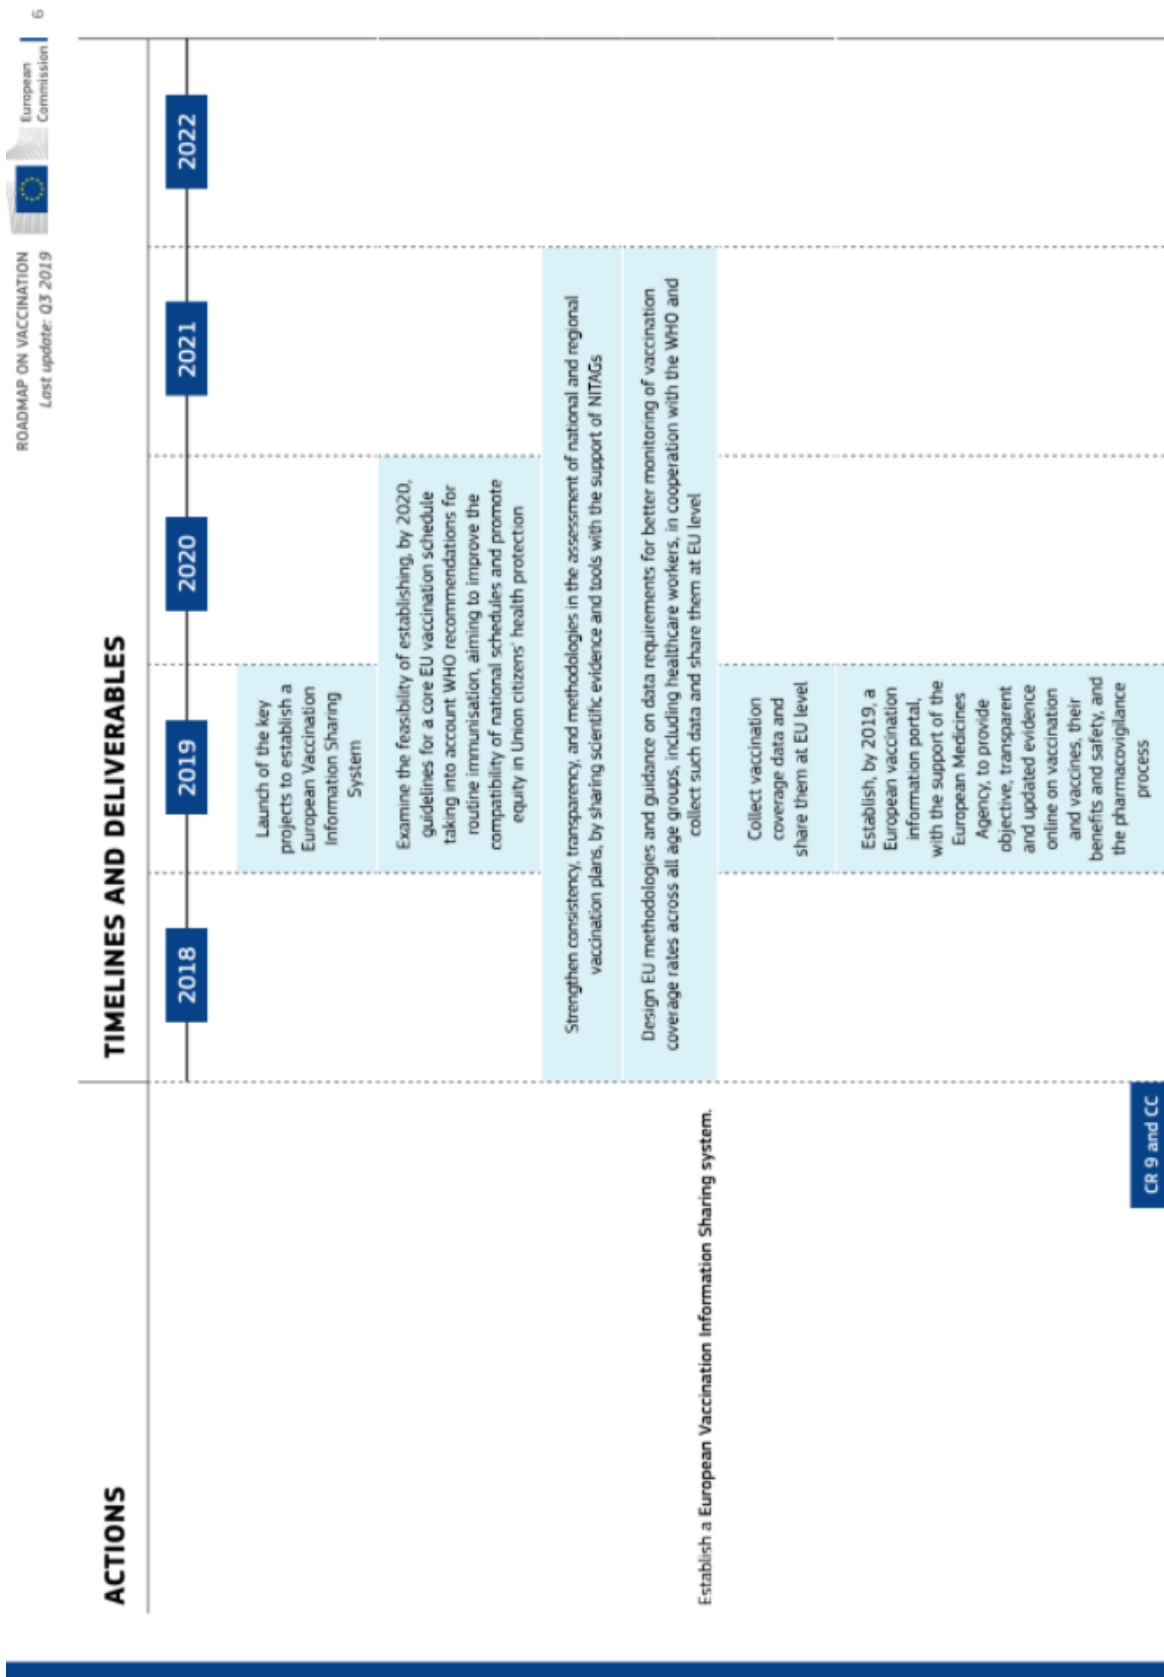 ROADMAP ON VACCINATION
Last update: Q3 2019
European
Commission
6
ACTIONS
TIMELINES AND DELIVERABLES
2018
2019
2020
2021
2022
Establish a European Vaccination Information Sharing system.
Launch of the key
projects to establish a
European Vaccination
Information Sharing
System
Examine the feasibility of establishing, by 2020,
guidelines for a core EU vaccination schedule
taking into account WHO recommendations for
routine immunisation, aiming to improve the
compatibility of national schedules and promote
equity in Union citizens' health protection
Strengthen consistency, transparency, and methodologies in the assessment of national and regional
vaccination plans, by sharing scientific evidence and tools with the support of NITAGs
Design EU methodologies and guidance on data requirements for better monitoring of vaccination
coverage rates across all age groups, including healthcare workers, in cooperation with the WHO and
collect such data and share them at EU level
Collect vaccination
coverage data and
share them at EU level
Establish, by 2019, a
European vaccination
information portal,
with the support of the
European Medicines
Agency, to provide
objective, transparent
and updated evidence
online on vaccination
and vaccines, their
benefits and safety, and
the pharmacovigilance
process
CR 9 and CC